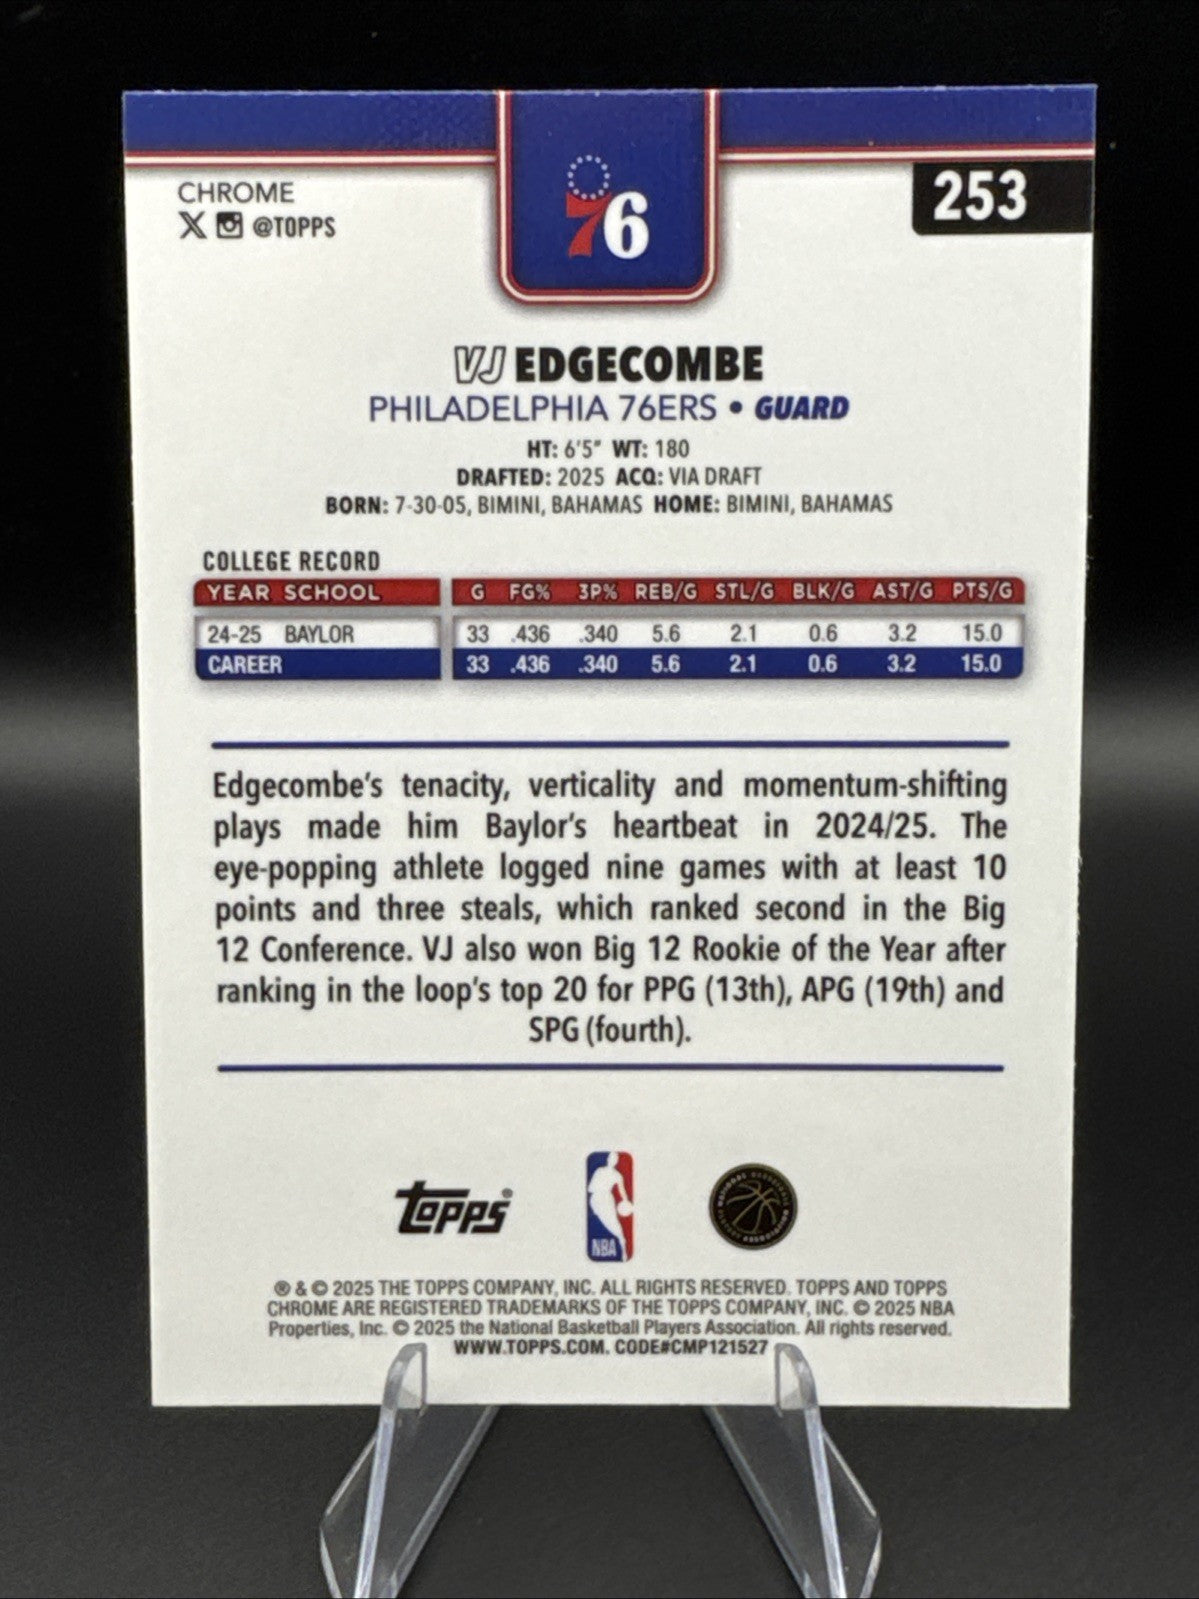 CHROME
253
X @TOPPS
76
VJ EDGECOMBE
PHILADELPHIA 76ERS • GUARD
HT: 6'5" WT: 180
DRAFTED: 2025 ACQ: VIA DRAFT
BORN: 7-30-05, BIMINI, BAHAMAS HOME: BIMINI, BAHAMAS
COLLEGE RECORD
YEAR SCHOOL G FG% 3P% REB/G STL/G BLK/G AST/G PTS/G
24-25 BAYLOR 33 .436 .340 5.6 2.1 0.6 3.2 15.0
CAREER 33 .436 .340 5.6 2.1 0.6 3.2 15.0
Edgecombe's tenacity, verticality and momentum-shifting
plays made him Baylor's heartbeat in 2024/25. The
eye-popping athlete logged nine games with at least 10
points and three steals, which ranked second in the Big
12 Conference. VJ also won Big 12 Rookie of the Year after
ranking in the loop's top 20 for PPG (13th), APG (19th) and
SPG (fourth).
TOPPS®
NBA
® & © 2025 THE TOPPS COMPANY, INC. ALL RIGHTS RESERVED. TOPPS AND TOPPS
CHROME ARE REGISTERED TRADEMARKS OF THE TOPPS COMPANY, INC. © 2025 NBA
Properties, Inc. © 2025 the National Basketball Players Association. All rights reserved.
WWW.TOPPS.COM. CODE#CMP121527